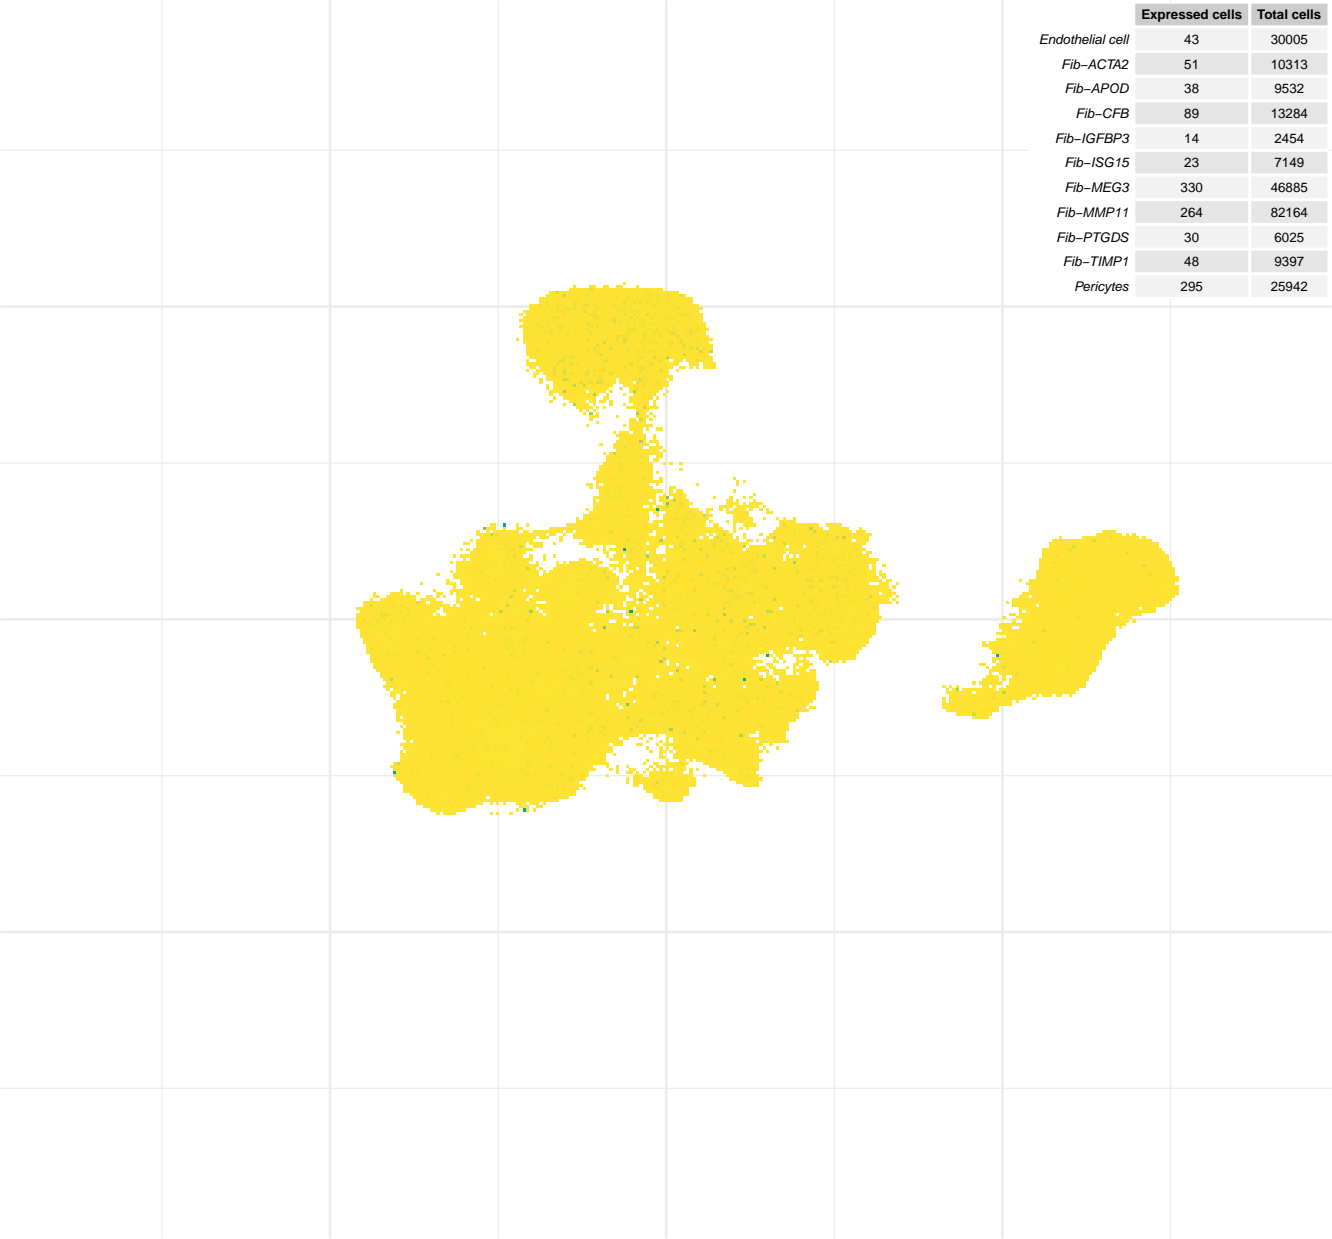 Expressed cells Total cells
Endothelial cell 43 30005
Fib−ACTA2 51 10313
Fib−APOD 38 9532
Fib−CFB 89 13284
Fib−IGFBP3 14 2454
Fib−ISG15 23 7149
Fib−MEG3 330 46885
Fib−MMP11 264 82164
Fib−PTGDS 30 6025
Fib−TIMP1 48 9397
Pericytes 295 25942